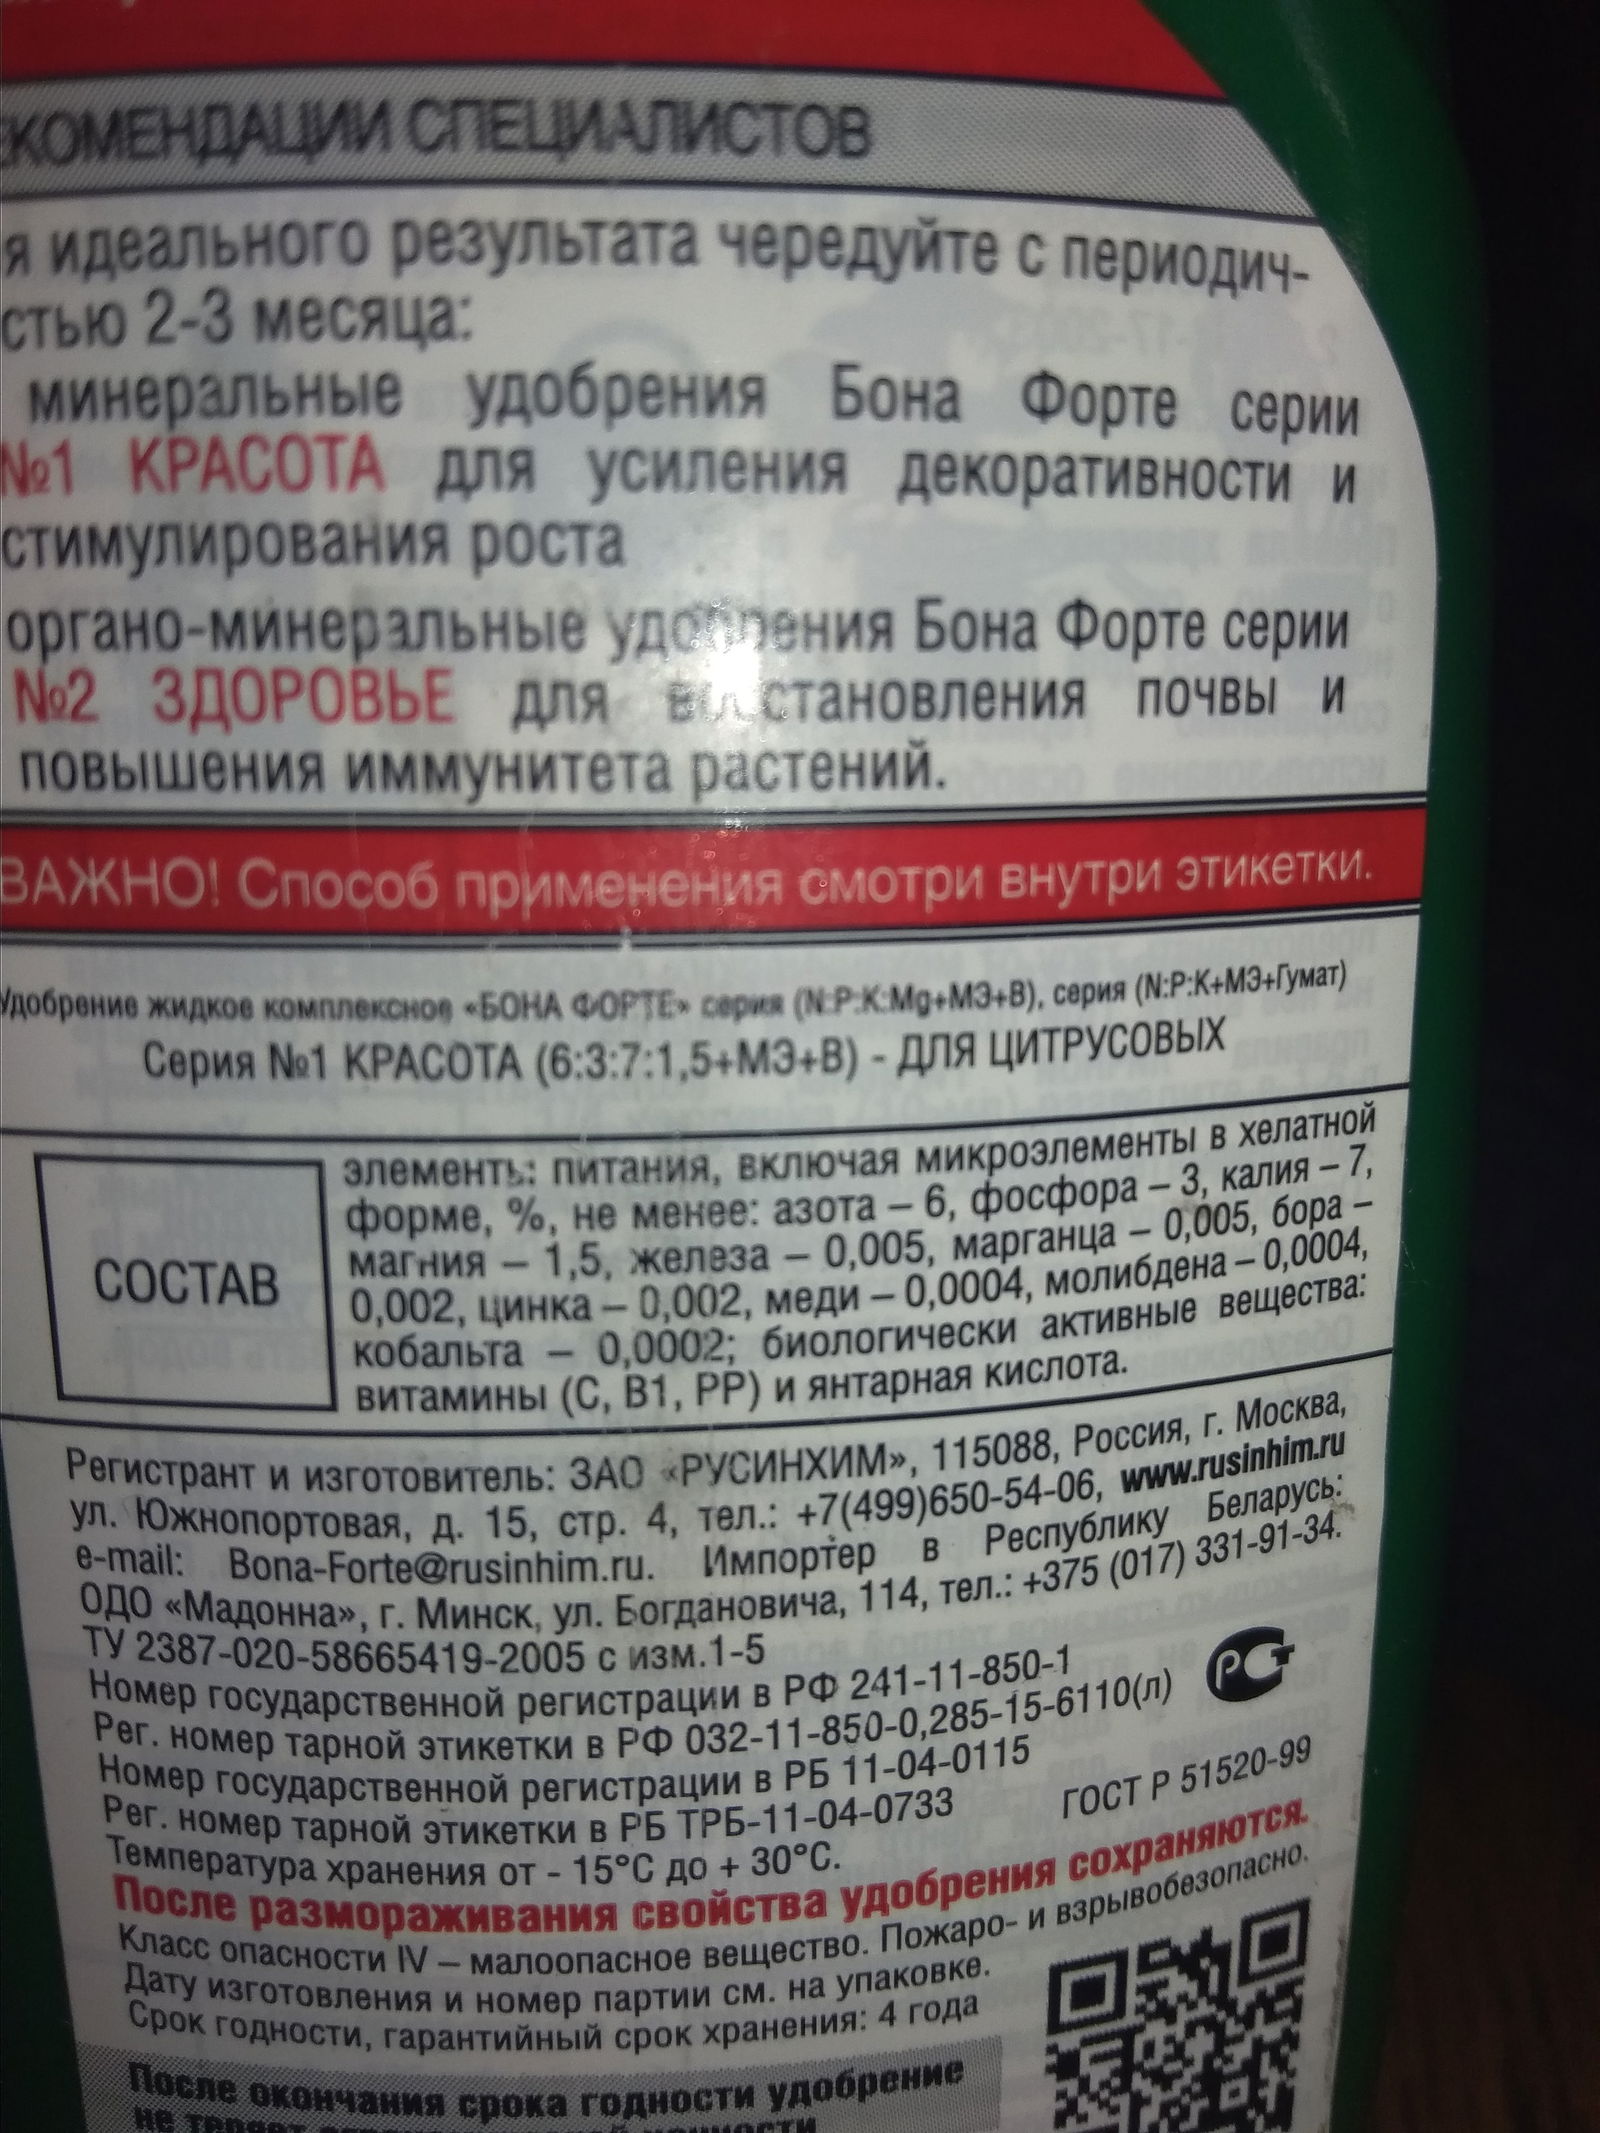 КОМЕНДАЦИИ СПЕЦИАЛИСТОВ
я идеального результата чередуйте с периодич-
стью 2-3 месяца:
минеральные удобрения Бона Форте серии
№1 КРАСОТА для усиления декоративности и
стимулирования роста
органо-минеральные удобрения Бона Форте серии
№2 ЗДОРОВЬЕ для восстановления почвы и
повышения иммунитета растений.
ВАЖНО! Способ применения смотри внутри этикетки.
Удобрение жидкое комплексное «БОНА ФОРТЕ» серия (N:P:K:Mg+МЭ+В), серия (N:P:K+МЭ+Гумат)
Серия №1 КРАСОТА (6:3:7:1,5+МЭ+В) - ДЛЯ ЦИТРУСОВЫХ
СОСТАВ
элементы: питания, включая микроэлементы в хелатной
форме, %, не менее: азота – 6, фосфора – 3, калия – 7,
магния – 1,5, железа – 0,005, марганца – 0,005, бора –
0,002, цинка – 0,002, меди – 0,0004, молибдена – 0,0004,
кобальта – 0,0002; биологически активные вещества:
витамины (С, В1, РР) и янтарная кислота.
Регистрант и изготовитель: ЗАО «РУСИНХИМ», 115088, Россия, г. Москва,
ул. Южнопортовая, д. 15, стр. 4, тел.: +7(499)650-54-06, www.rusinhim.ru
e-mail: Bona-Forte@rusinhim.ru. Импортер в Республику Беларусь:
ОДО «Мадонна», г. Минск, ул. Богдановича, 114, тел.: +375 (017) 331-91-34.
ТУ 2387-020-58665419-2005 с изм.1-5
Номер государственной регистрации в РФ 241-11-850-1
Рег. номер тарной этикетки в РФ 032-11-850-0,285-15-6110(л)
Номер государственной регистрации в РБ 11-04-0115
Рег. номер тарной этикетки в РБ ТРБ-11-04-0733
РСТ
ГОСТ Р 51520-99
Температура хранения от - 15°C до + 30°C.
После размораживания свойства удобрения сохраняются.
Класс опасности IV – малоопасное вещество. Пожаро- и взрывобезопасно.
Дату изготовления и номер партии см. на упаковке.
Срок годности, гарантийный срок хранения: 4 года
После окончания срока годности удобрение
не теряет